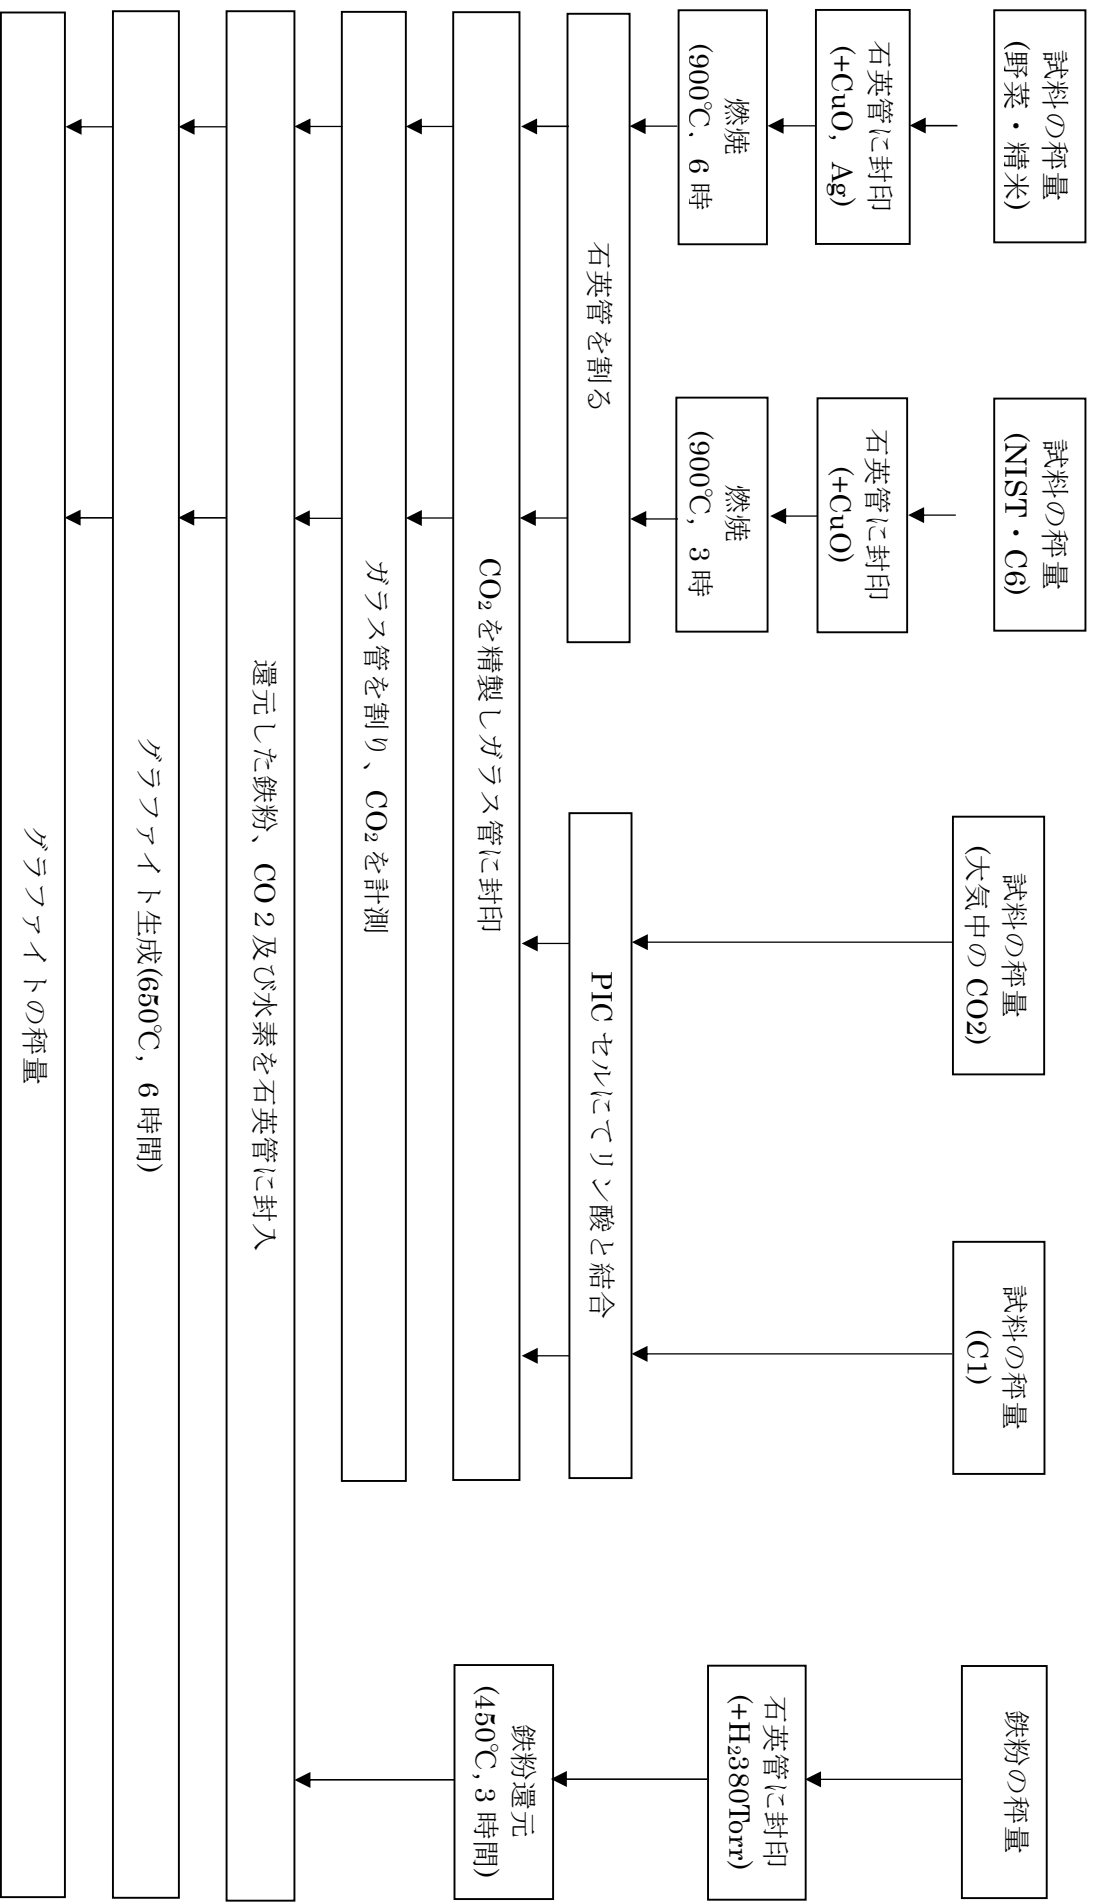 試料の秤量
(野菜・精米)
石英管に封印
(+CuO, Ag)
燃焼
(900℃、6 時
試料の秤量
(NIST・C6)
石英管に封印
(+CuO)
燃焼
(900℃, 3 時
石英管を割る
試料の秤量
(大気中の CO2)
試料の秤量
(C1)
PIC セルにてリン酸と結合
CO₂を精製しガラス管に封印
ガラス管を割り、CO₂を計測
鉄粉の秤量
石英管に封印
(+H₂380Torr)
鉄粉還元
(450℃, 3 時間)
還元した鉄粉、CO 2 及び水素を石英管に封入
グラファイト生成(650℃, 6 時間)
グラファイトの秤量